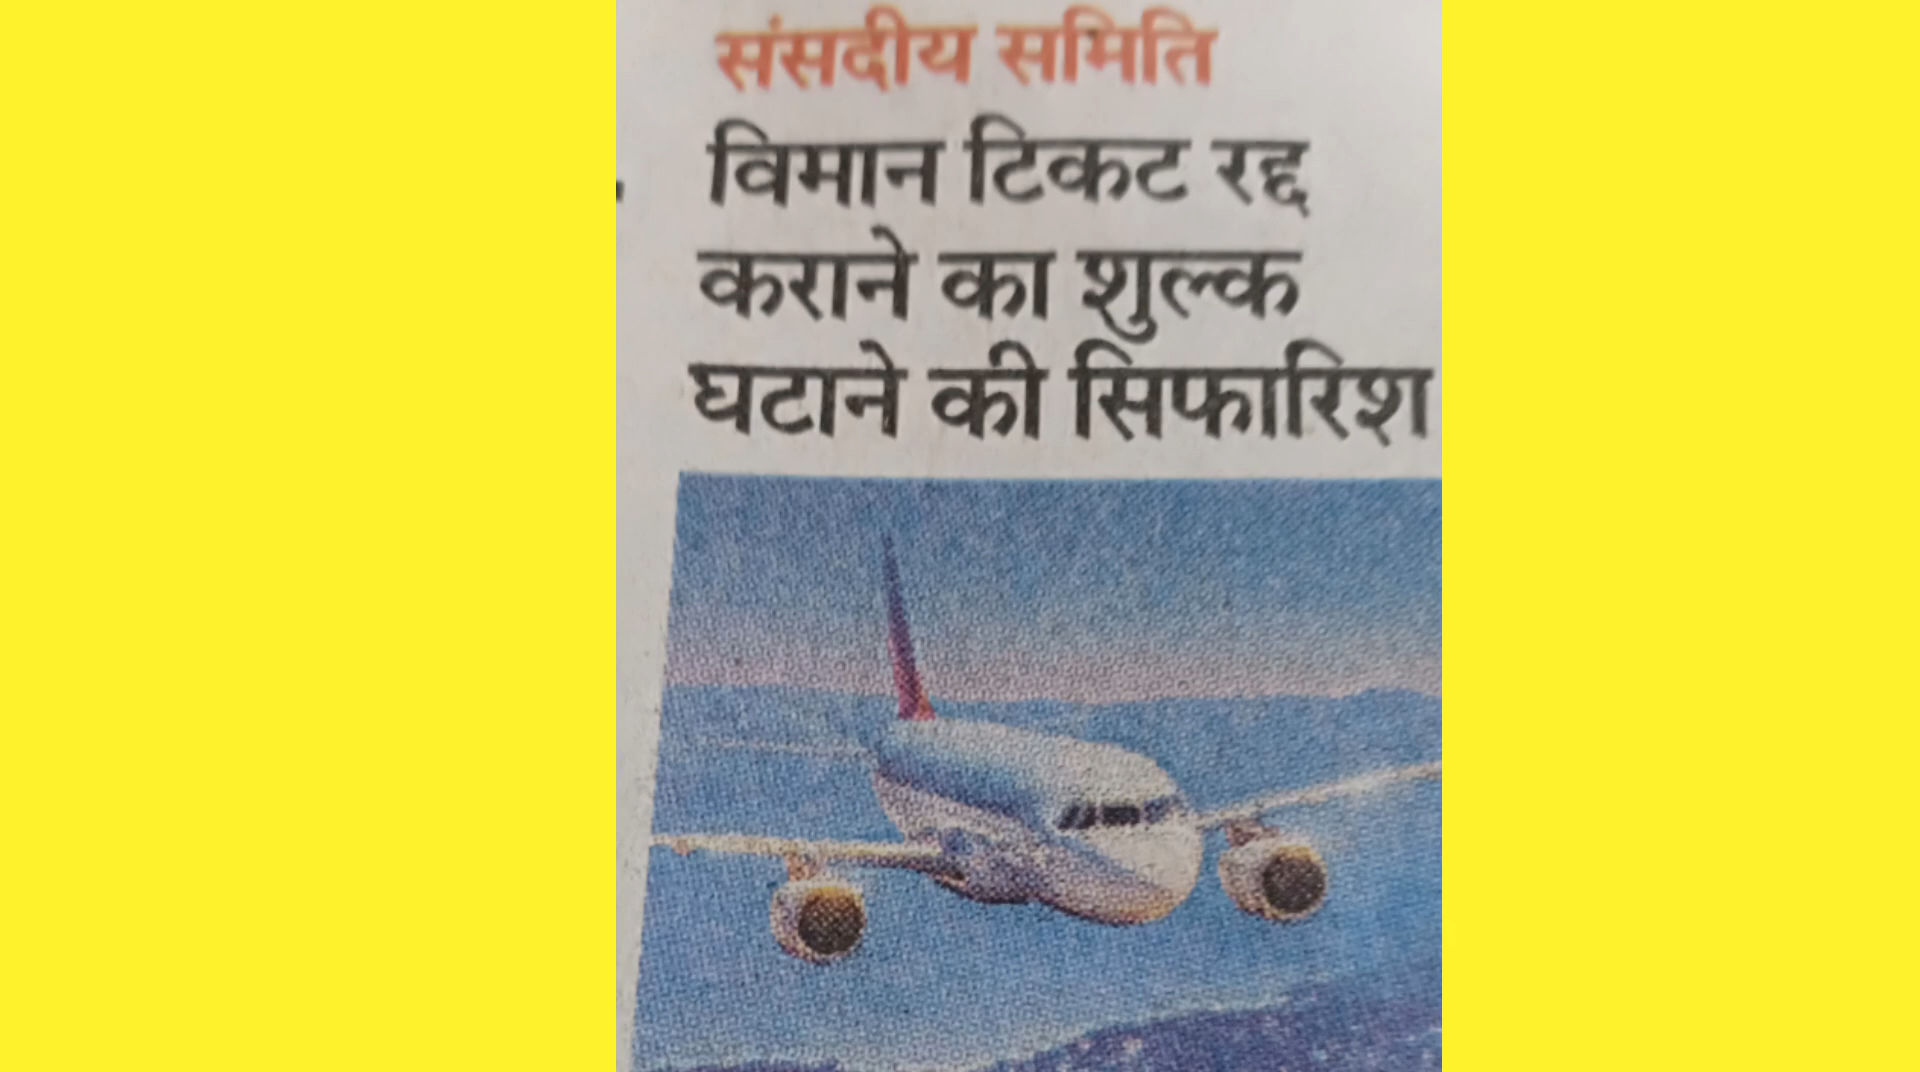 संसदीय समिति
विमान टिकट रद्द
कराने का शुल्क
घटाने की सिफारिश